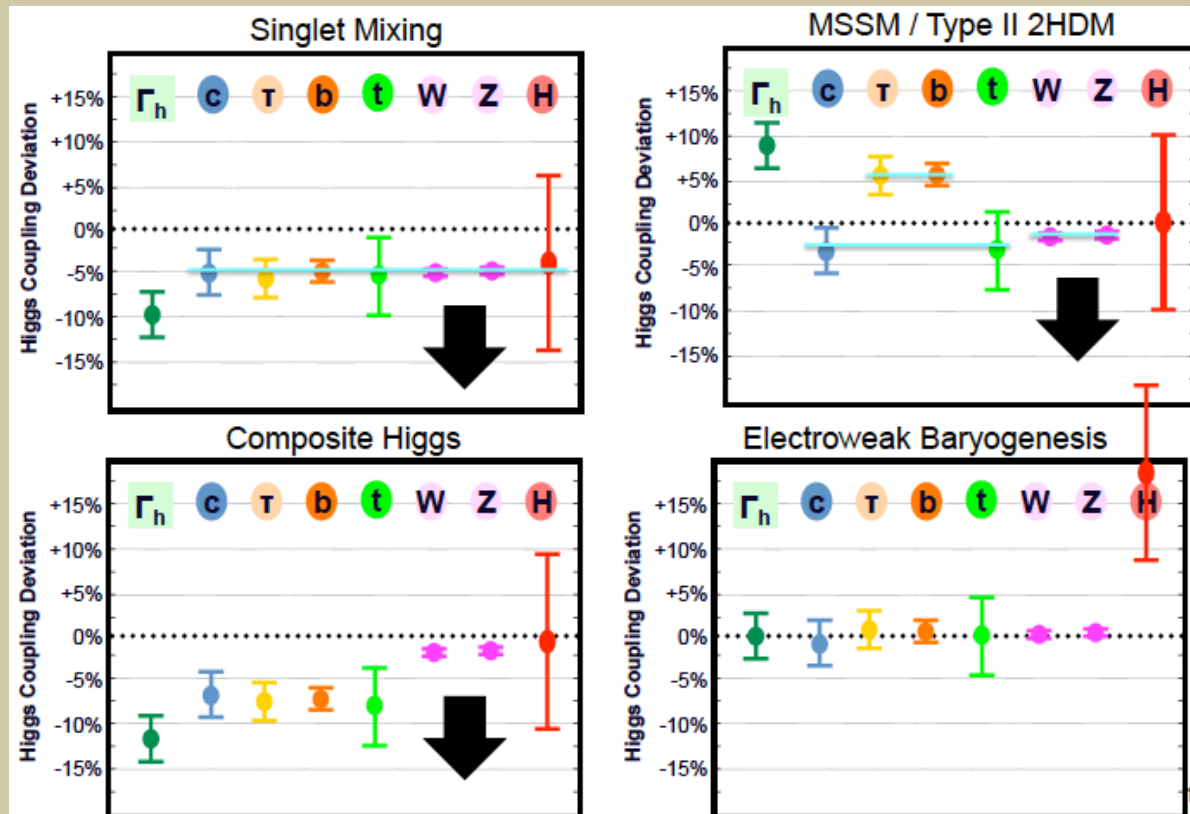 Singlet Mixing
Higgs Coupling Deviation
+15%
+10%
+5%
0%
-5%
-10%
-15%
Γh c τ b t W Z H
MSSM / Type II 2HDM
Higgs Coupling Deviation
+15%
+10%
+5%
0%
-5%
-10%
-15%
Γh c τ b t W Z H
Composite Higgs
Higgs Coupling Deviation
+15%
+10%
+5%
0%
-5%
-10%
-15%
Γh c τ b t W Z H
Electroweak Baryogenesis
Higgs Coupling Deviation
+15%
+10%
+5%
0%
-5%
-10%
-15%
Γh c τ b t W Z H